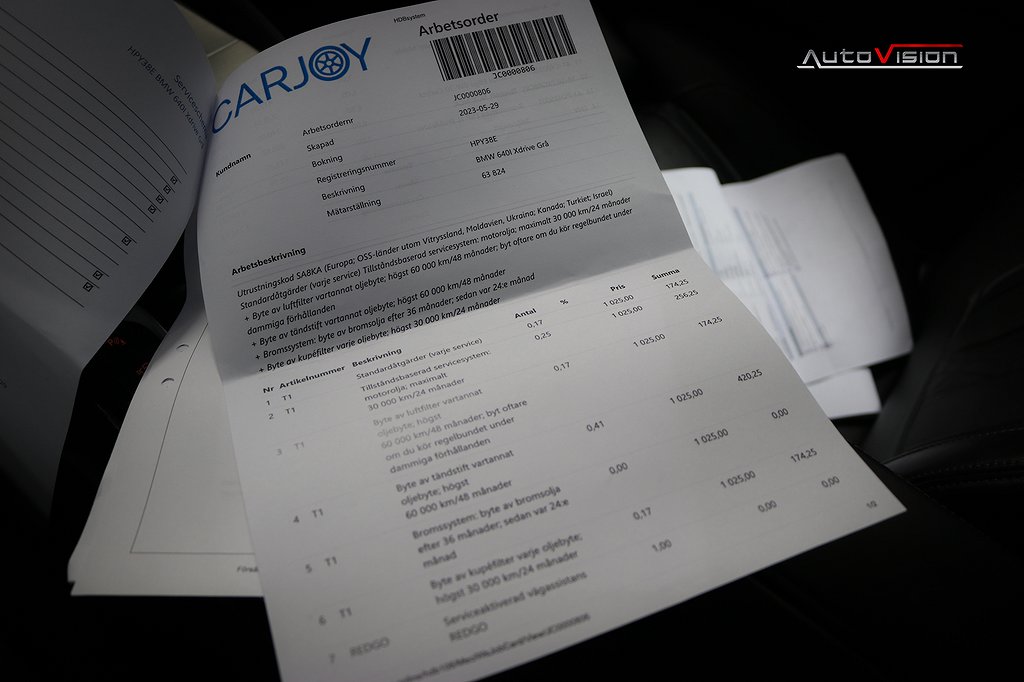 AutoVision
HDBsystem
Arbetsorder
CARJOY
JC0000806
Kundnamn
Arbetsordernr JC0000806
Skapad 2023-05-29
Bokning
Registreringsnummer HPY38E
Beskrivning BMW 640I Xdrive Grå
Mätarställning 63 824
Arbetsbeskrivning
Utrustningskod SA8KA (Europa; OSS-länder utom Vitryssland, Moldavien, Ukraina; Kanada; Turkiet; Israel)
Standardåtgärder (varje service) Tillståndsbaserad servicesystem: motorolja; maximalt 30 000 km/24 månader
+ Byte av luftfilter vartannat oljebyte; högst 60 000 km/48 månader; byt oftare om du kör regelbundet under
dammiga förhållanden
+ Byte av tändstift vartannat oljebyte; högst 60 000 km/48 månader
+ Bromssystem: byte av bromsolja efter 36 månader; sedan var 24:e månad
+ Byte av kupéfilter varje oljebyte; högst 30 000 km/24 månader
Nr Artikelnummer Beskrivning Antal % Pris Summa
1 T1 Standardåtgärder (varje service) 0,17 1 025,00 174,25
2 T1 Tillståndsbaserad servicesystem: 0,25 1 025,00 256,25
motorolja; maximalt
30 000 km/24 månader
3 T1 Byte av luftfilter vartannat 0,17 1 025,00 174,25
oljebyte; högst
60 000 km/48 månader; byt oftare
om du kör regelbundet under
dammiga förhållanden
4 T1 Byte av tändstift vartannat 0,41 1 025,00 420,25
oljebyte; högst
60 000 km/48 månader
5 T1 Bromssystem: byte av bromsolja 0,00 1 025,00 0,00
efter 36 månader; sedan var 24:e
månad
6 T1 Byte av kupéfilter varje oljebyte; 0,17 1 025,00 174,25
högst 30 000 km/24 månader
7 REDGO Serviceaktiverad vägassistans 1,00 0,00 0,00
REDGO
1/2
HPY38E BMW 640I Xdrive Grå